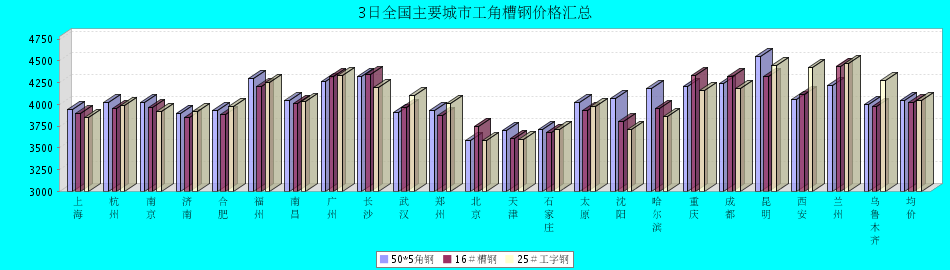 3日全国主要城市工角槽钢价格汇总
4750
4500
4250
4000
3750
3500
3250
3000
上海 杭州 南京 济南 合肥 福州 南昌 广州 长沙 武汉 郑州 北京 天津 石家庄 太原 沈阳 哈尔滨 重庆 成都 昆明 西安 兰州 乌鲁木齐 均价
50*5角钢 16#槽钢 25#工字钢